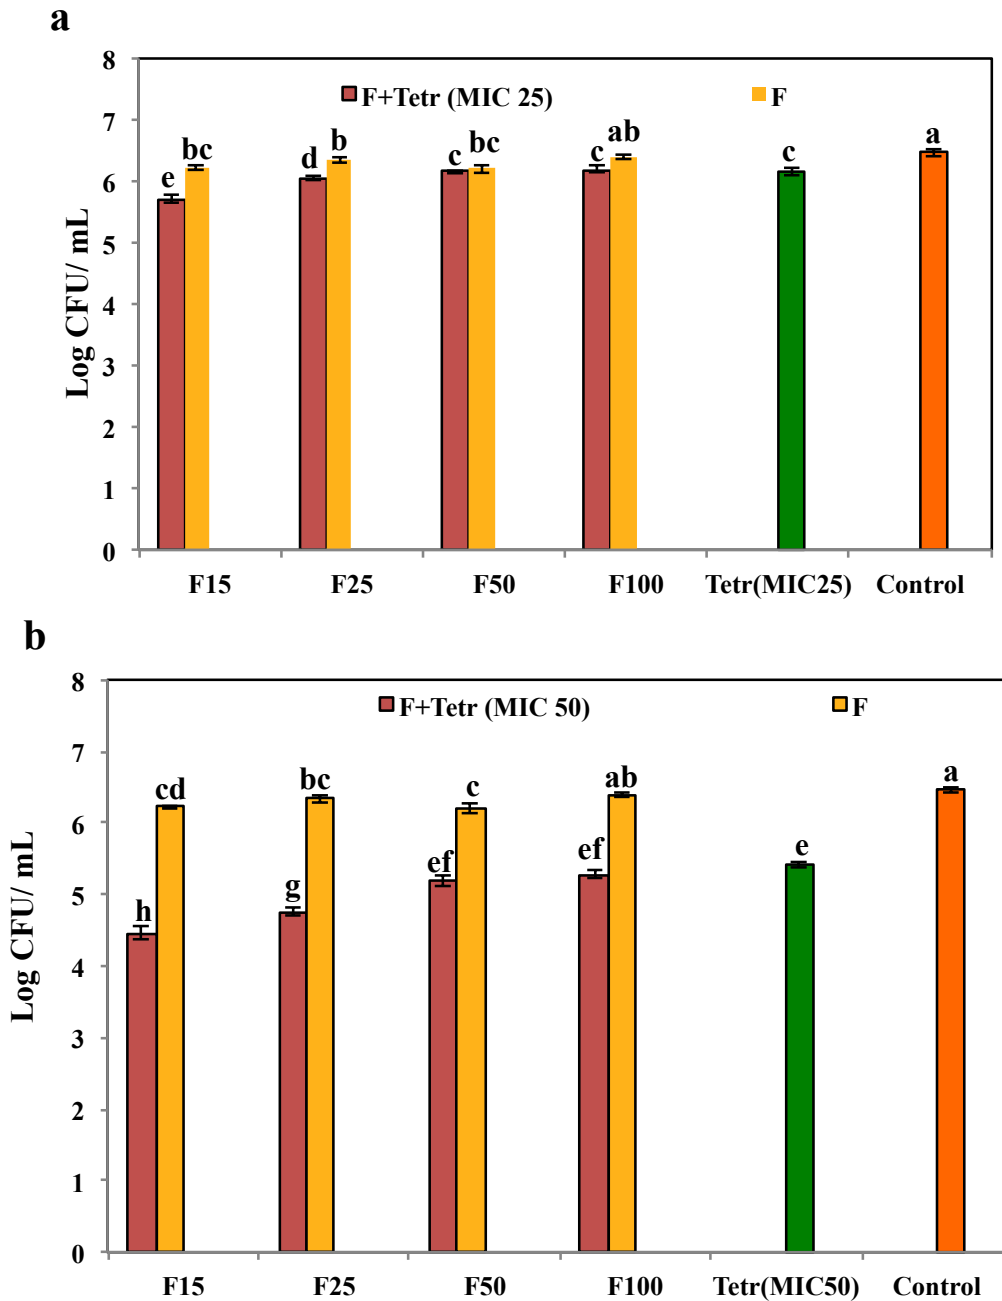 a
8
F+Tetr (MIC 25) F
7
6
5
4
3
2
1
0
Log CFU/ mL
e bc d b c bc c ab c a
F15 F25 F50 F100 Tetr(MIC25) Control
b
8
F+Tetr (MIC 50) F
7
6
5
4
3
2
1
0
Log CFU/ mL
h cd g bc ef c ef ab e a
F15 F25 F50 F100 Tetr(MIC50) Control